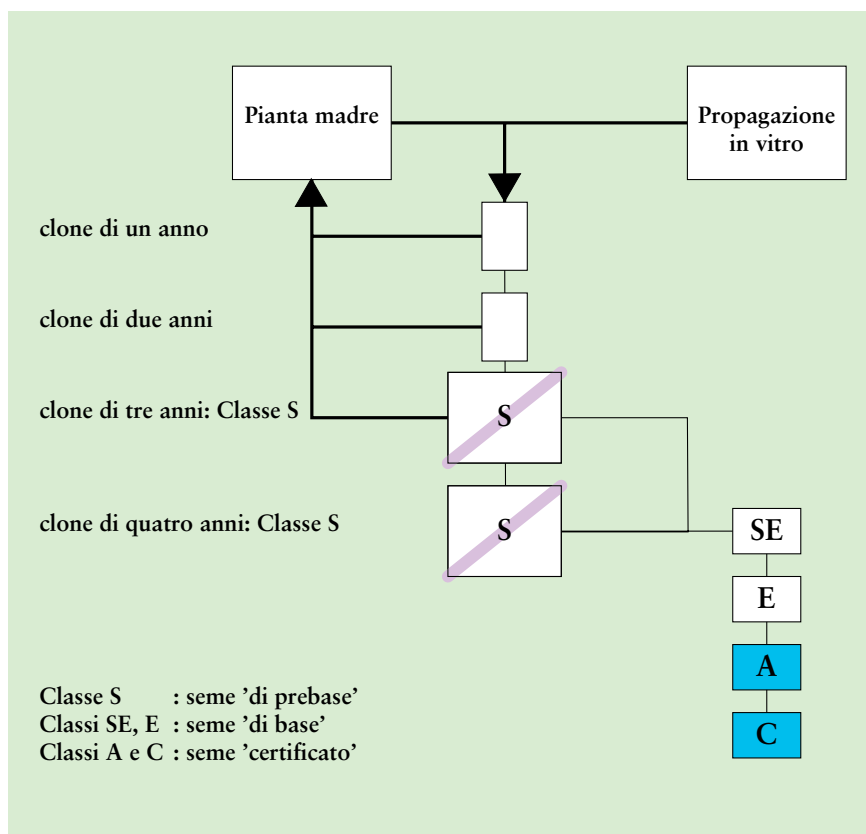 Pianta madre
Propagazione
in vitro
clone di un anno
clone di due anni
clone di tre anni: Classe S
S
clone di quatro anni: Classe S
S
SE
E
A
C
Classe S : seme ’di prebase’
Classi SE, E : seme ’di base’
Classi A e C : seme ’certificato’